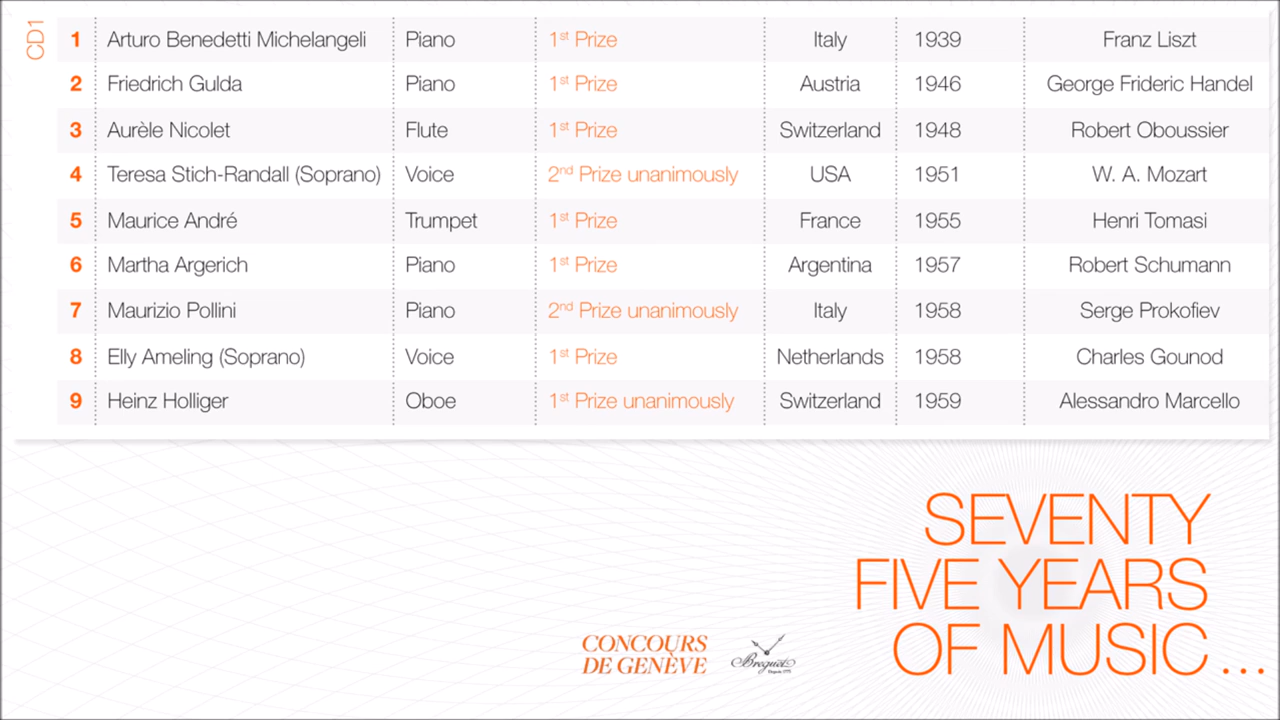 CD1
1 Arturo Benedetti Michelangeli Piano 1st Prize Italy 1939 Franz Liszt
2 Friedrich Gulda Piano 1st Prize Austria 1946 George Frideric Handel
3 Aurèle Nicolet Flute 1st Prize Switzerland 1948 Robert Oboussier
4 Teresa Stich-Randall (Soprano) Voice 2nd Prize unanimously USA 1951 W. A. Mozart
5 Maurice André Trumpet 1st Prize France 1955 Henri Tomasi
6 Martha Argerich Piano 1st Prize Argentina 1957 Robert Schumann
7 Maurizio Pollini Piano 2nd Prize unanimously Italy 1958 Serge Prokofiev
8 Elly Ameling (Soprano) Voice 1st Prize Netherlands 1958 Charles Gounod
9 Heinz Holliger Oboe 1st Prize unanimously Switzerland 1959 Alessandro Marcello
SEVENTY
FIVE YEARS
OF MUSIC...
CONCOURS
DE GENÈVE
Breguet
Depuis 1775